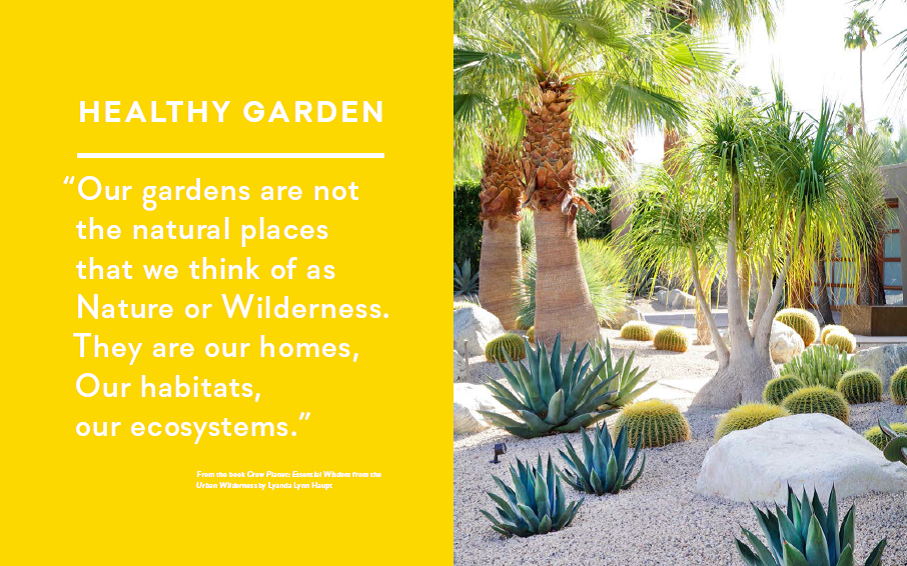 HEALTHY GARDEN
“Our gardens are not
the natural places
that we think of as
Nature or Wilderness.
They are our homes,
Our habitats,
our ecosystems.”
From the book Crow Planet: Essential Wisdom from the
Urban Wilderness by Lyanda Lynn Haupt